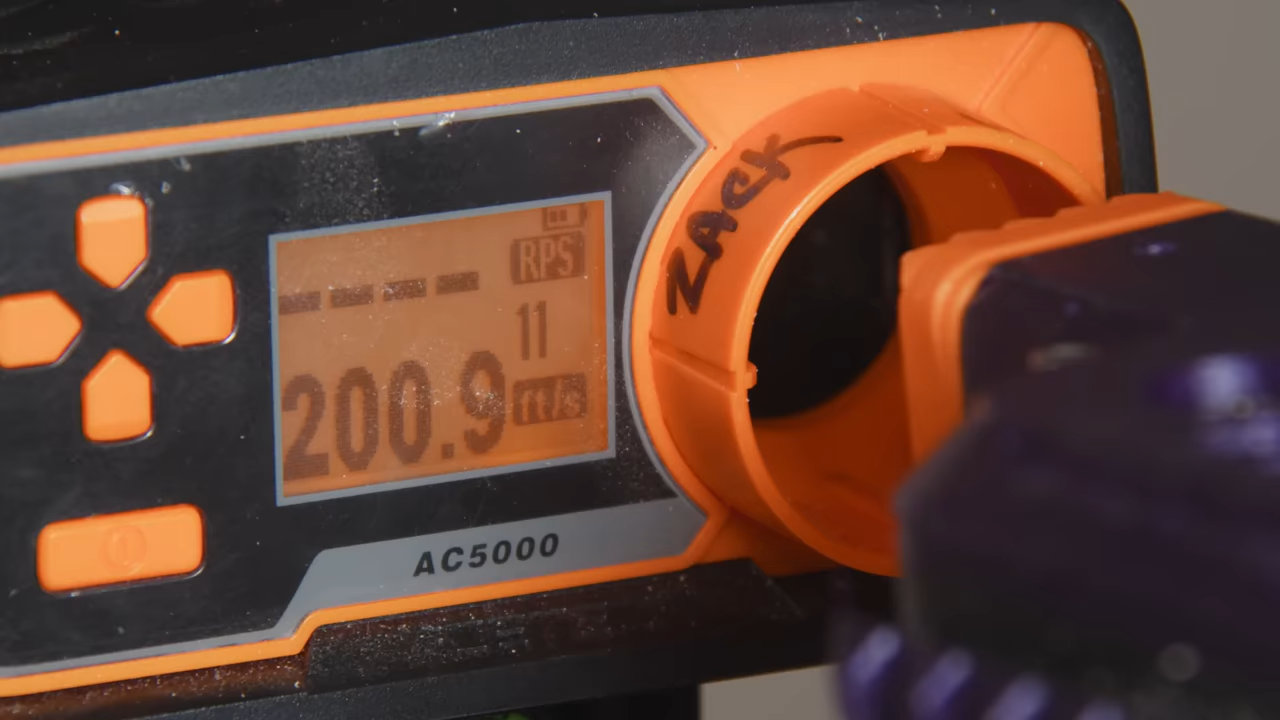 ZACK
RPS
----
11
200.9 ft/s
AC5000